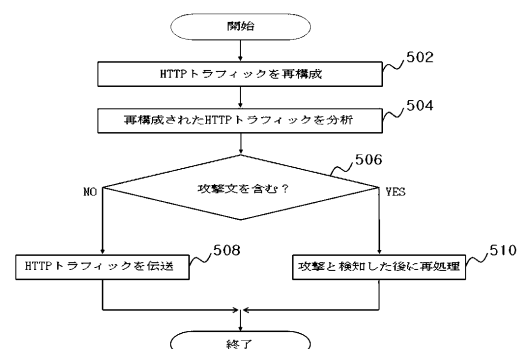 開始
HTTPトラフィックを再構成
502
再構成されたHTTPトラフィックを分析
504
攻撃文を含む?
506
NO
YES
HTTPトラフィックを伝送
508
攻撃と検知した後に再処理
510
終了